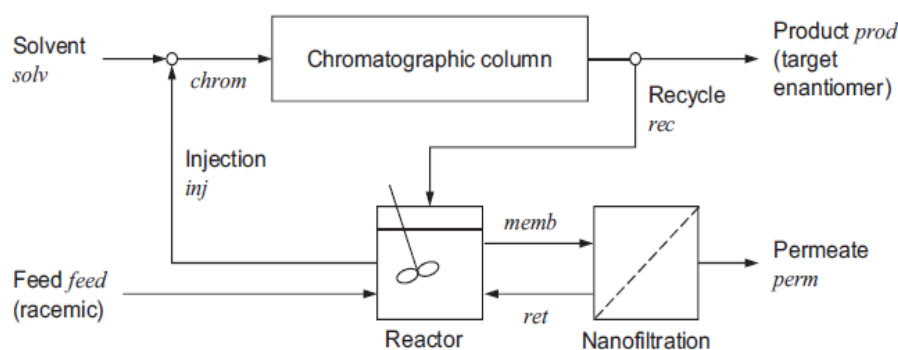 Solvent
solv
chrom
Chromatographic column
Product prod
(target
enantiomer)
Recycle
rec
Injection
inj
memb
Permeate
perm
Feed feed
(racemic)
ret
Reactor
Nanofiltration